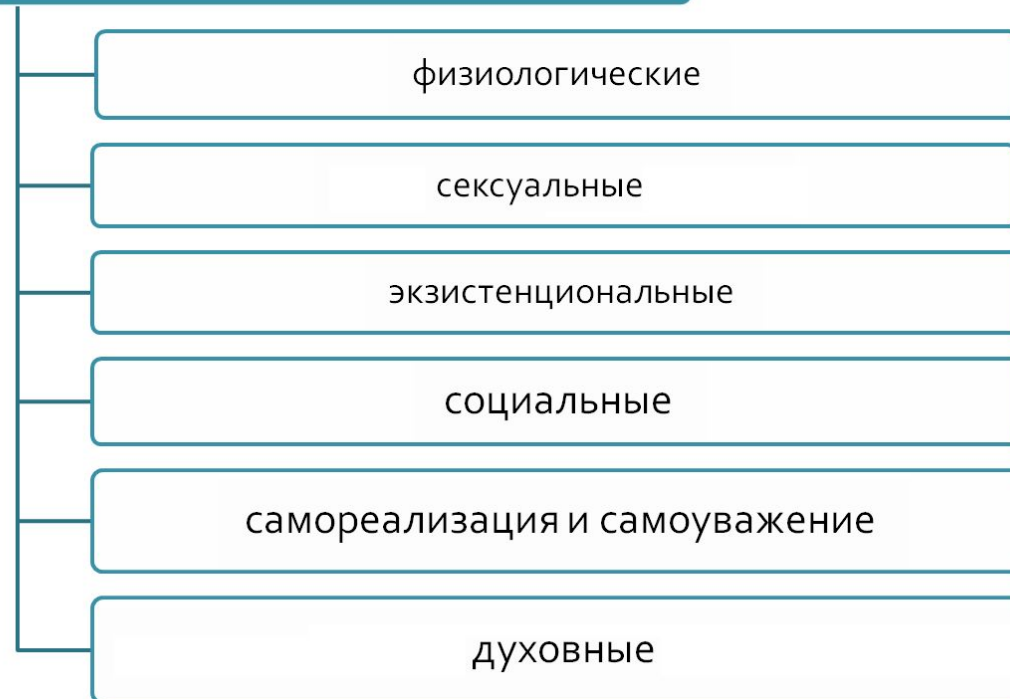 физиологические
сексуальные
экзистенциональные
социальные
самореализация и самоуважение
духовные